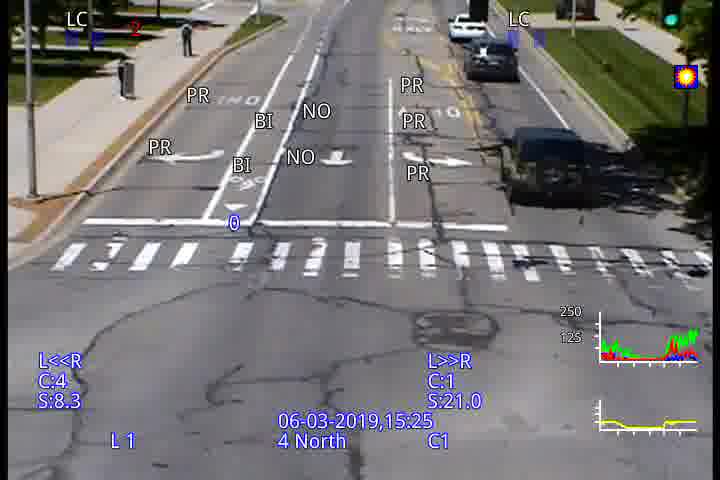 LC
2
LC
PR
PR
PR
NO
BI
PR
NO
PR
BI
PR
0
250
125
L<<R
C:4
S:8.3
L>>R
C:1
S:21.0
06-03-2019,15:25
L 1
4 North
C1